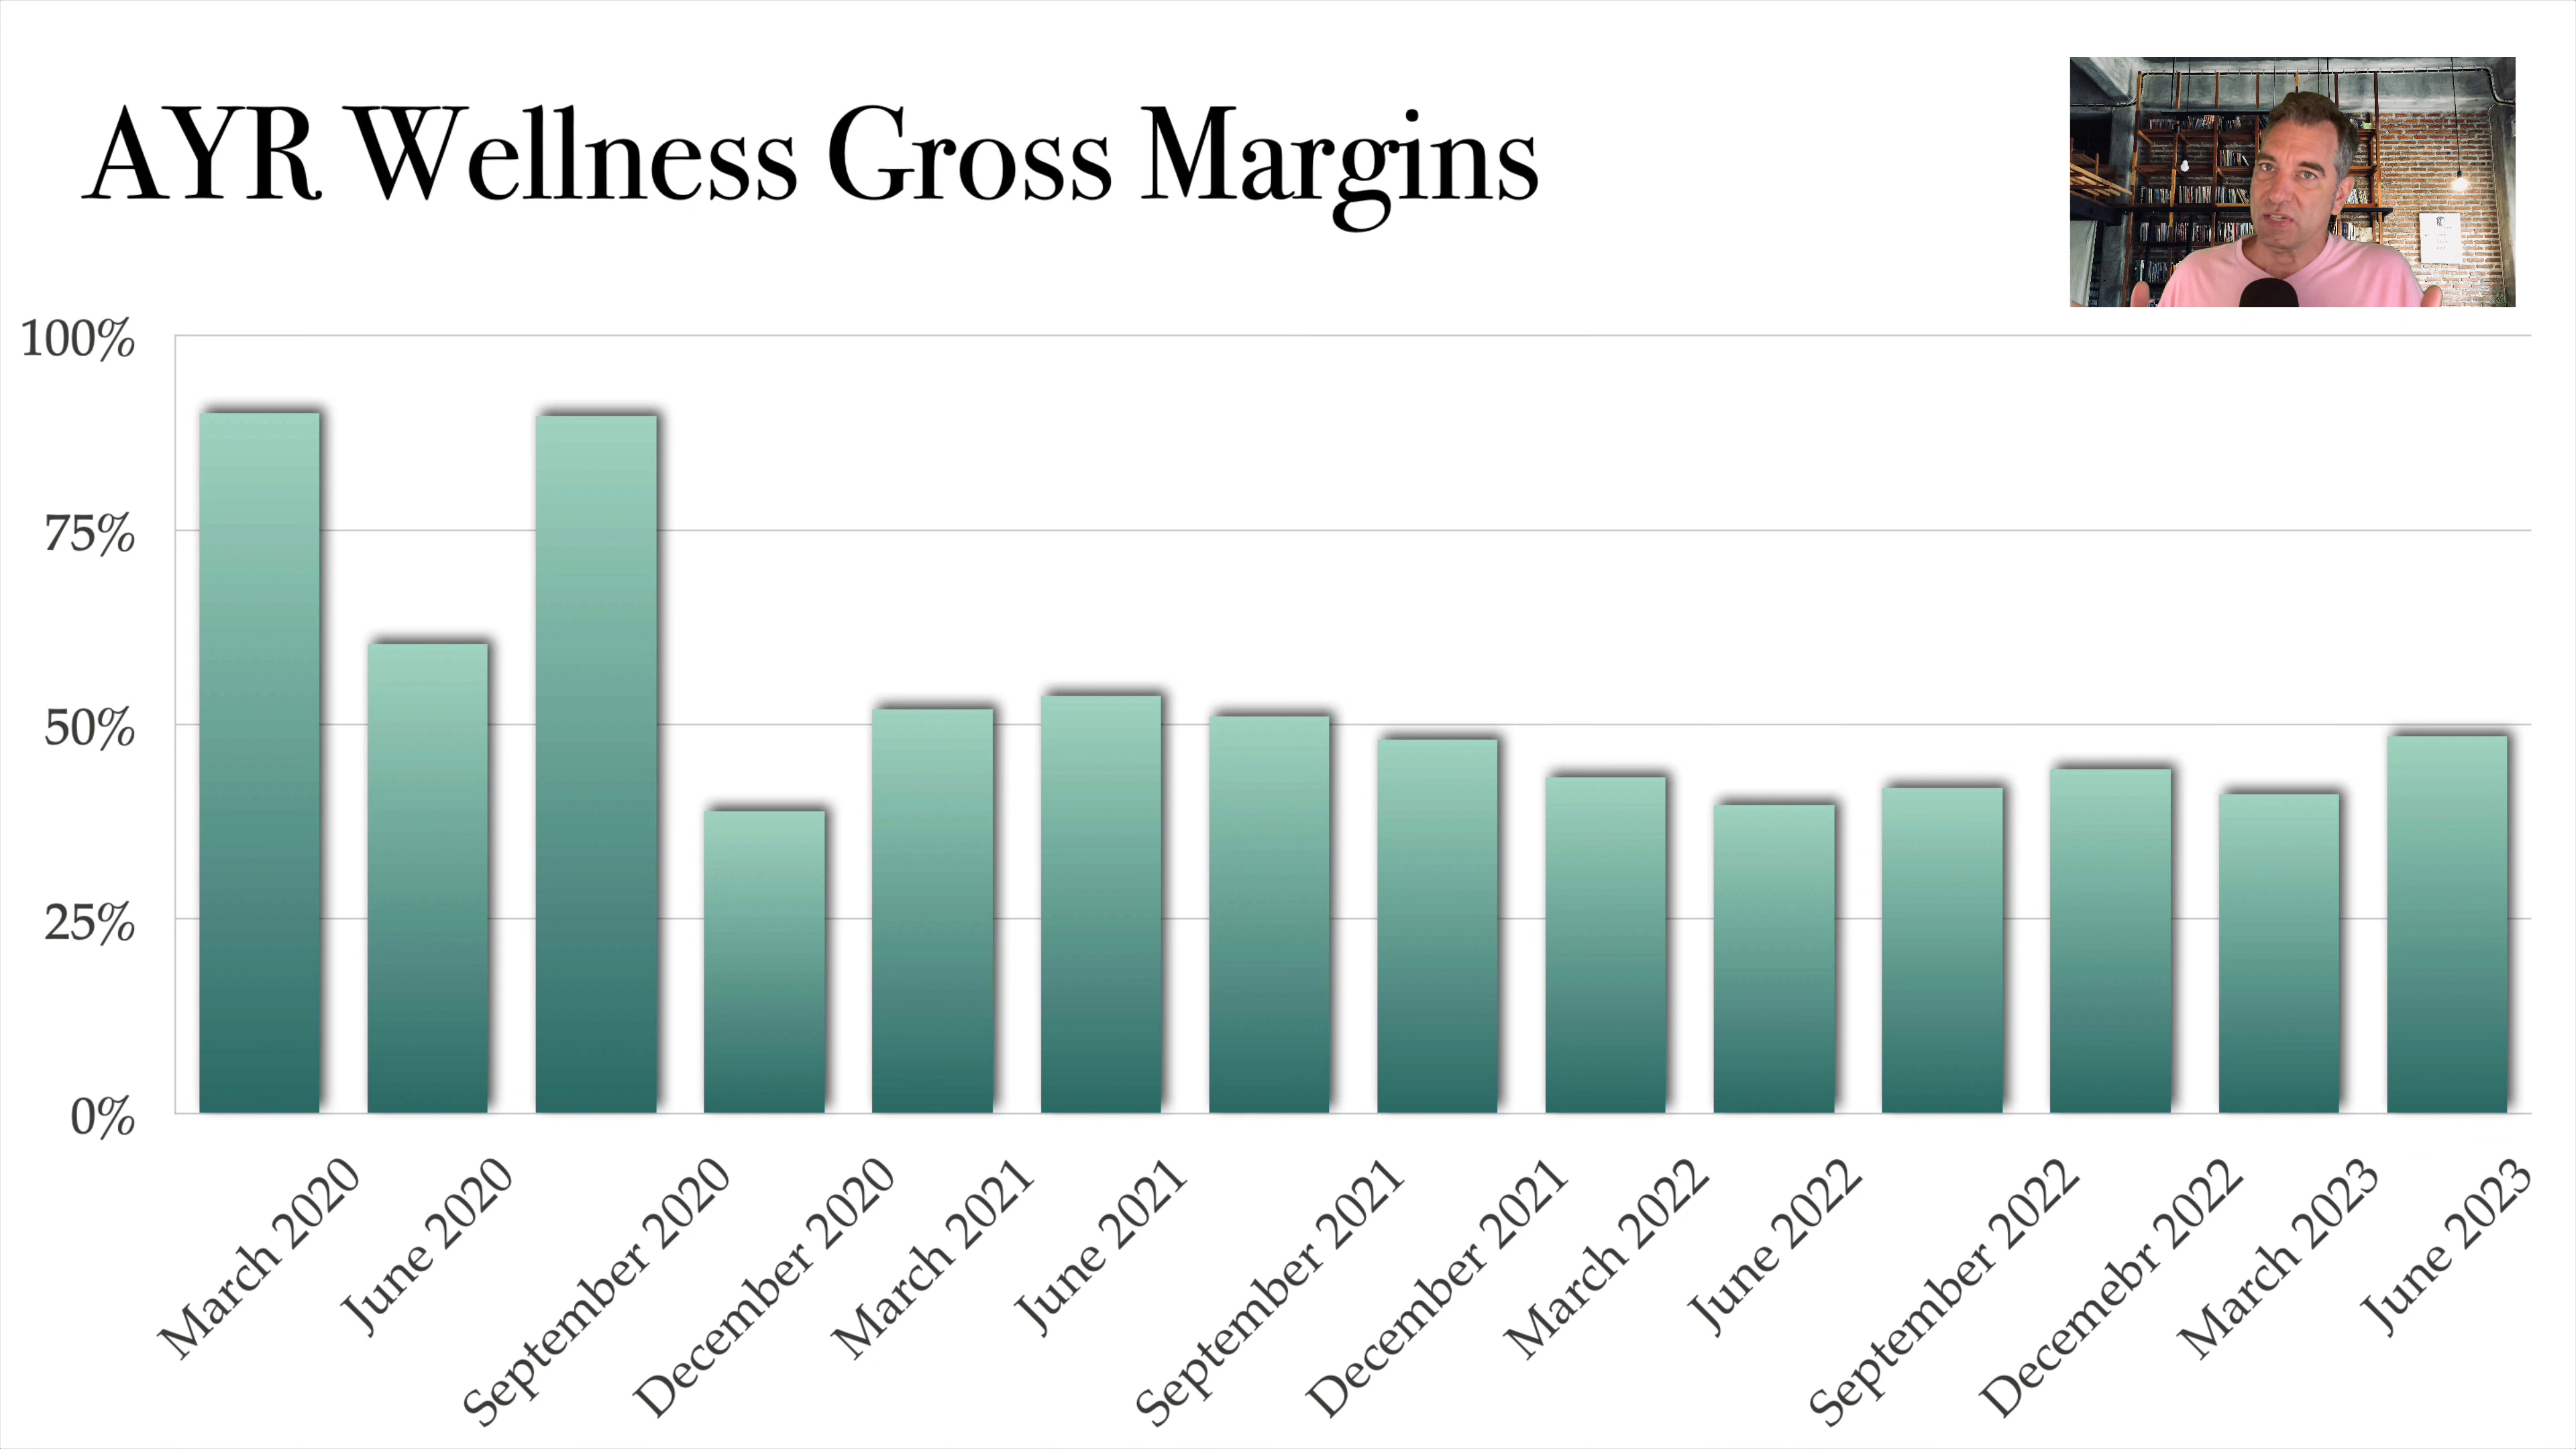 AYR Wellness Gross Margins
100%
75%
50%
25%
0%
March 2020
June 2020
September 2020
December 2020
March 2021
June 2021
September 2021
December 2021
March 2022
June 2022
September 2022
Decemebr 2022
March 2023
June 2023